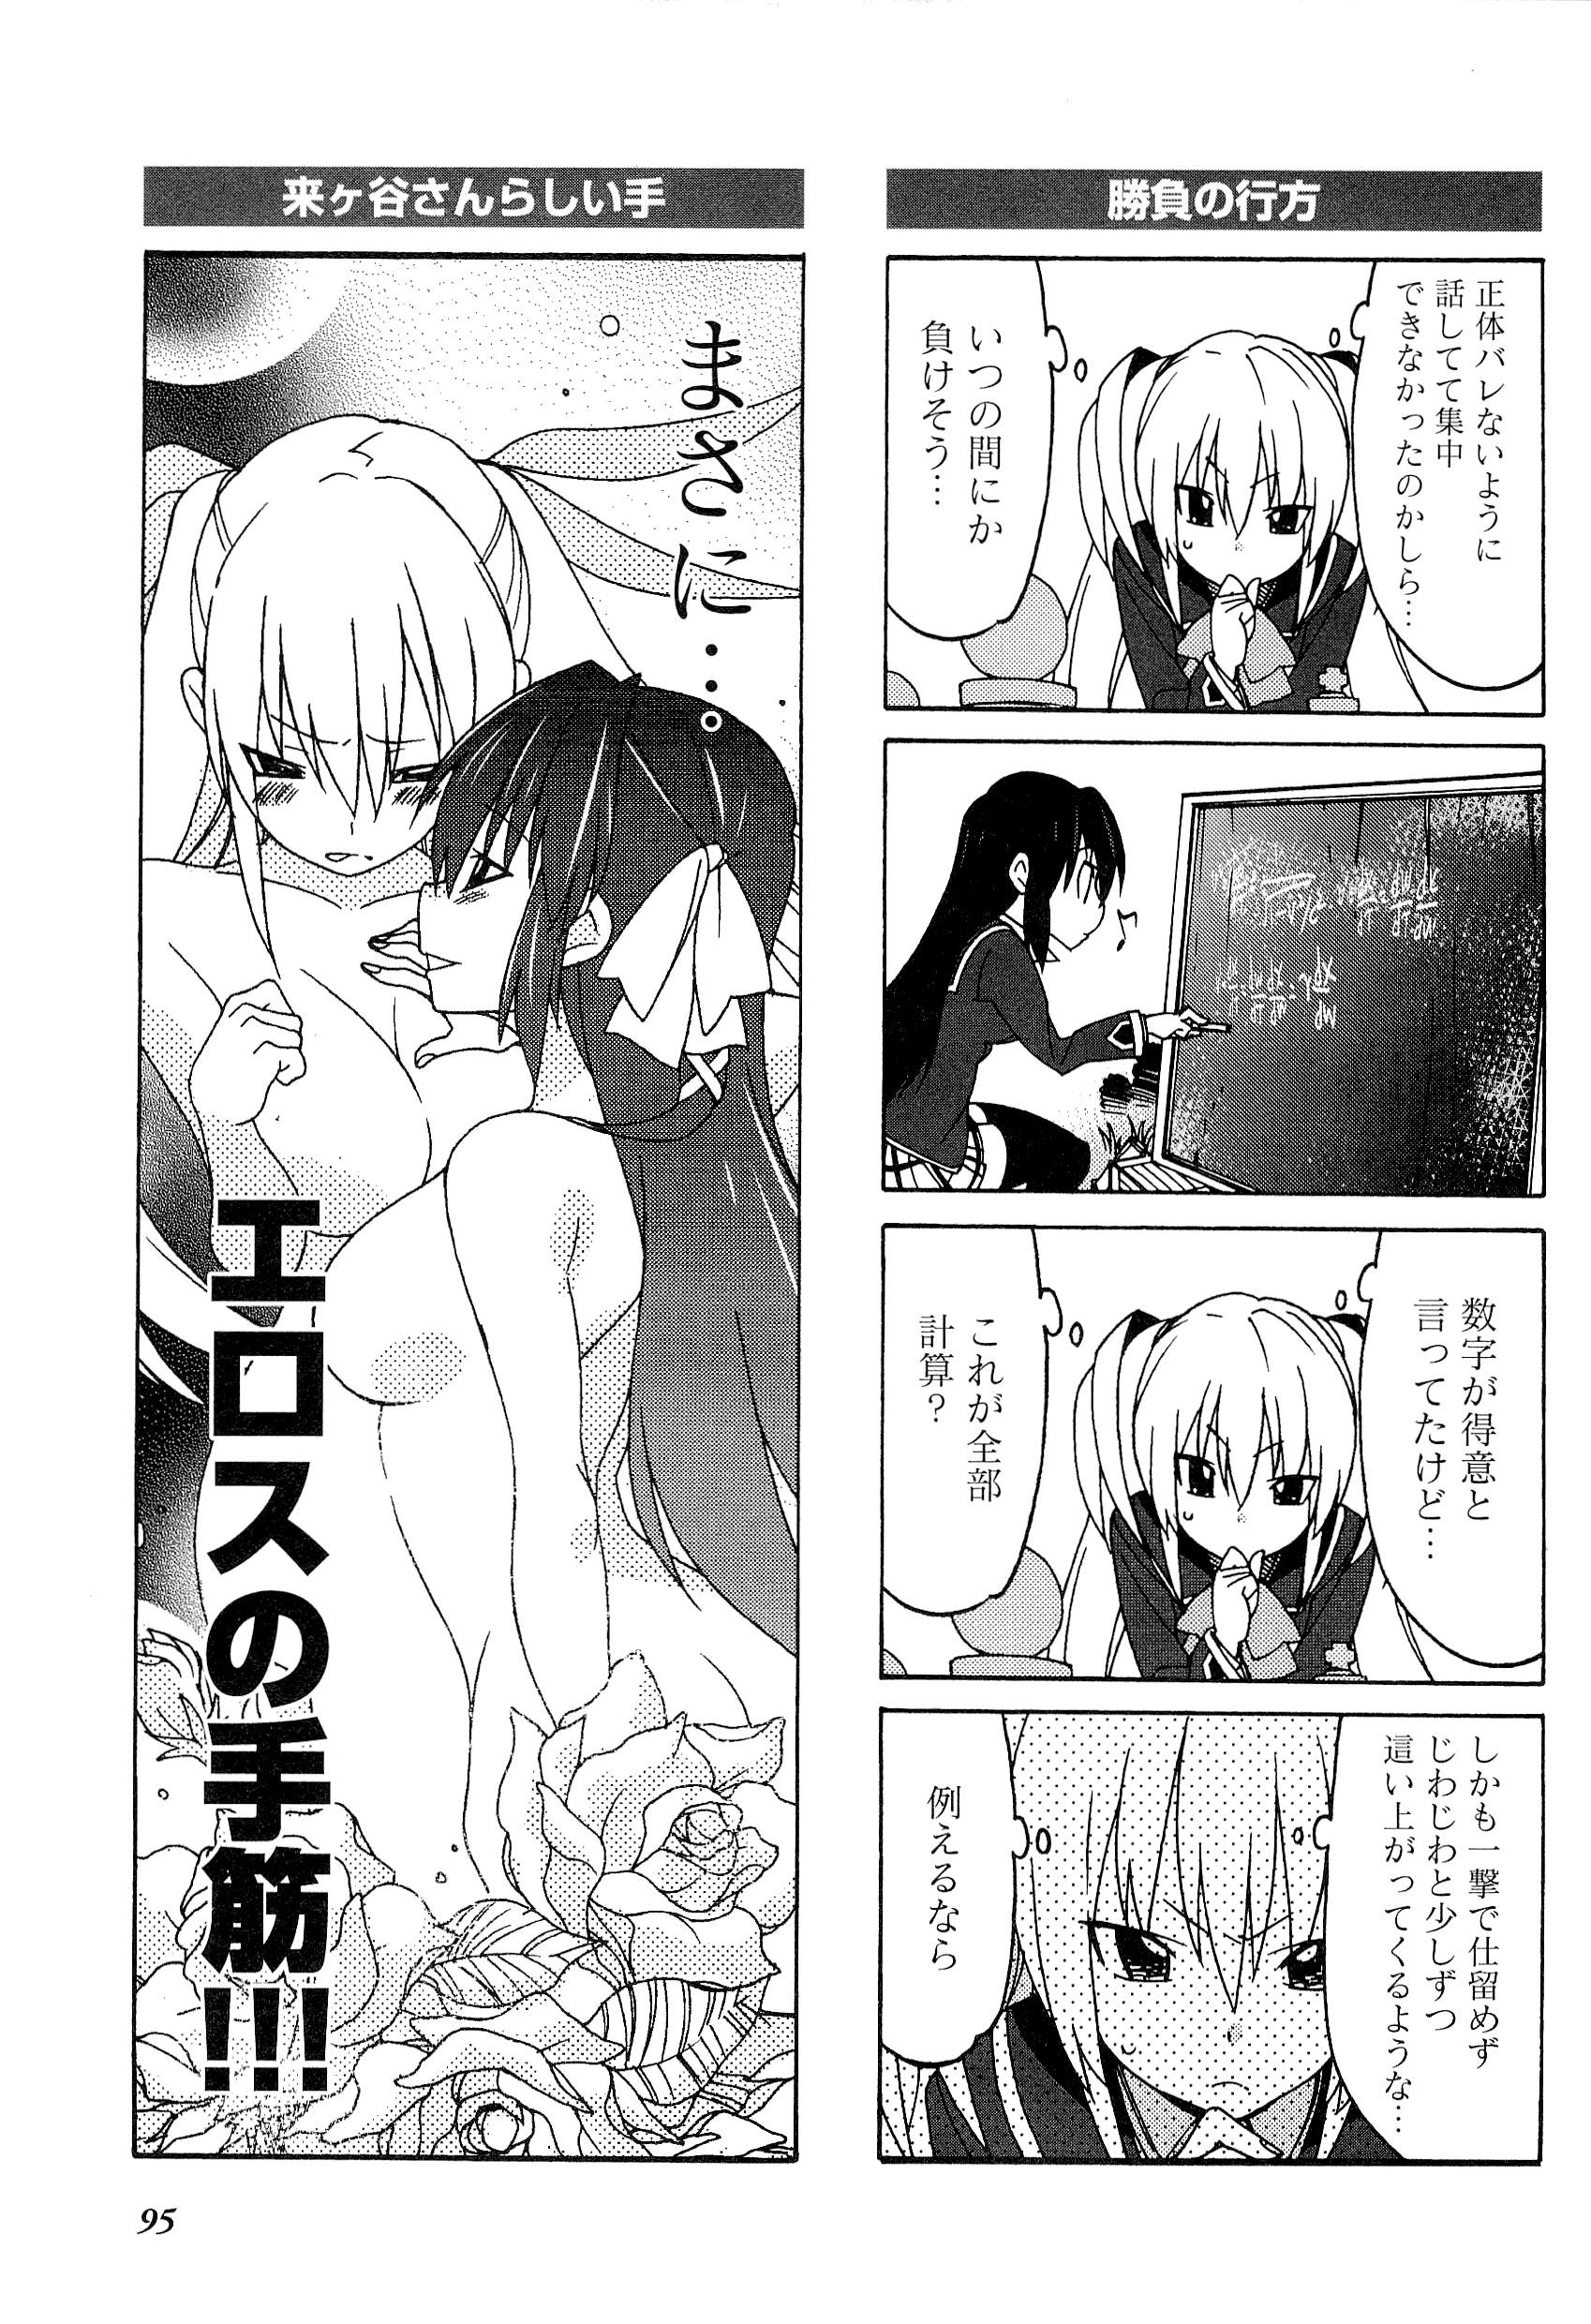 勝負の行方
正体バレないように
話してて集中
できなかったのかしら…
いつの間にか
負けそう…
数字が得意と
言ってたけど…
これが全部
計算?
しかも一撃で仕留めず
じわじわと少しずつ
這い上がってくるような…
例えるなら
来ヶ谷さんらしい手
まさに…。
エロスの手筋!!!
95